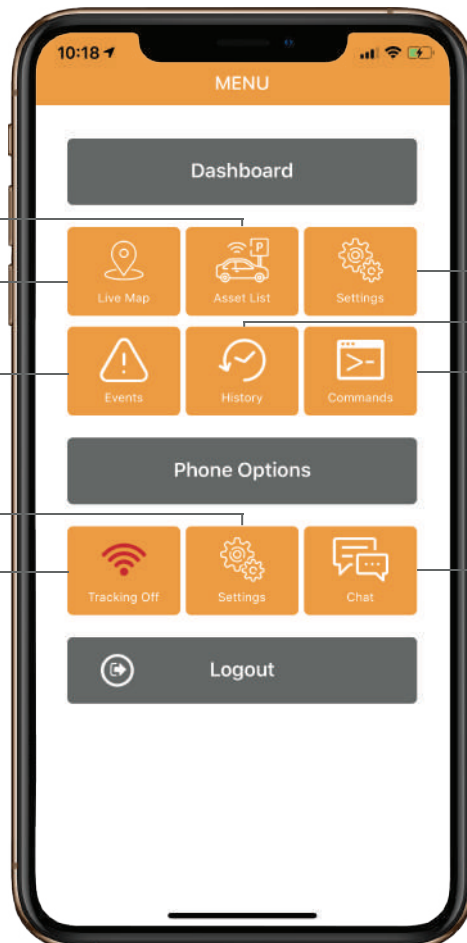 10:18
MENU
Dashboard
P
Live Map Asset List Settings
>-
Events History Commands
Phone Options
Tracking Off Settings Chat
Logout